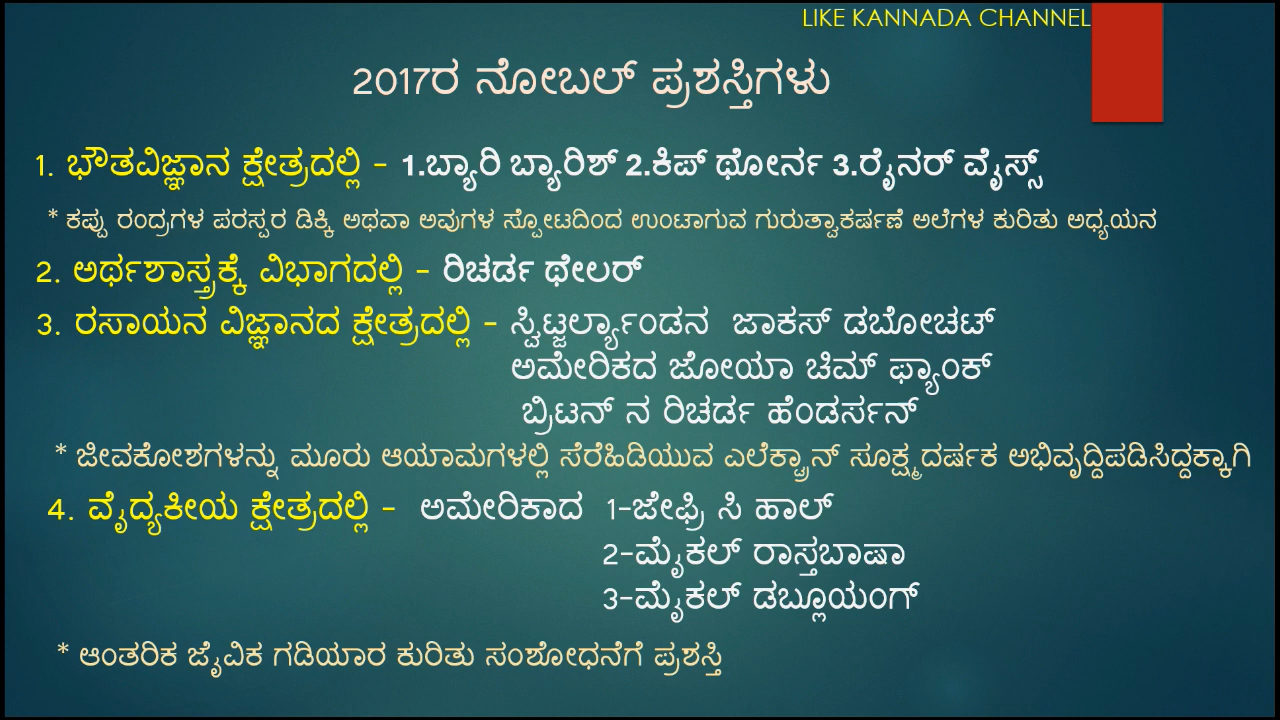 LIKE KANNADA CHANNEL
2017ರ ನೋಬಲ್ ಪ್ರಶಸ್ತಿಗಳು
1. ಭೌತವಿಜ್ಞಾನ ಕ್ಷೇತ್ರದಲ್ಲಿ - 1.ಬ್ಯಾರಿ ಬ್ಯಾರಿಶ್ 2.ಕಿಪ್ ಥೋರ್ನ 3.ರೈನರ್ ವೈಸ್ಸ್
* ಕಪ್ಪು ರಂದ್ರಗಳ ಪರಸ್ಪರ ಡಿಕ್ಕಿ ಅಥವಾ ಅವುಗಳ ಸ್ಪೋಟದಿಂದ ಉಂಟಾಗುವ ಗುರುತ್ವಾಕರ್ಷಣೆ ಅಲೆಗಳ ಕುರಿತು ಅಧ್ಯಯನ
2. ಅರ್ಥಶಾಸ್ತ್ರಕ್ಕೆ ವಿಭಾಗದಲ್ಲಿ - ರಿಚರ್ಡ ಥೇಲರ್
3. ರಸಾಯನ ವಿಜ್ಞಾನದ ಕ್ಷೇತ್ರದಲ್ಲಿ - ಸ್ವಿಟ್ಜರ್ಲ್ಯಾಂಡನ ಜಾಕಸ್ ಡಬೋಚಟ್
ಅಮೇರಿಕದ ಜೋಯಾ ಚಿಮ್ ಫ್ಯಾಂಕ್
ಬ್ರಿಟನ್ ನ ರಿಚರ್ಡ ಹೆಂಡರ್ಸನ್
* ಜೀವಕೋಶಗಳನ್ನು ಮೂರು ಆಯಾಮಗಳಲ್ಲಿ ಸೆರೆಹಿಡಿಯುವ ಎಲೆಕ್ಟ್ರಾನ್ ಸೂಕ್ಷ್ಮದರ್ಷಕ ಅಭಿವೃದ್ದಿಪಡಿಸಿದ್ದಕ್ಕಾಗಿ
4. ವೈದ್ಯಕೀಯ ಕ್ಷೇತ್ರದಲ್ಲಿ - ಅಮೇರಿಕಾದ 1-ಜೇಫ್ರಿ ಸಿ ಹಾಲ್
2-ಮೈಕಲ್ ರಾಸ್ತಬಾಷಾ
3-ಮೈಕಲ್ ಡಬ್ಲೂಯಂಗ್
* ಆಂತರಿಕ ಜೈವಿಕ ಗಡಿಯಾರ ಕುರಿತು ಸಂಶೋಧನೆಗೆ ಪ್ರಶಸ್ತಿ